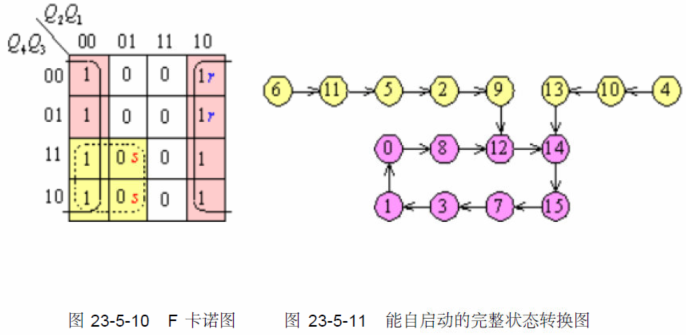 Q₂Q₁
Q₄Q₃
00 01 11 10
00 1 0 0 1r
01 1 0 0 1r
11 1 0s 0 1
10 1 0s 0 1
6 11 5 2 9 13 10 4
0 8 12 14
1 3 7 15
图 23-5-10 F 卡诺图
图 23-5-11 能自启动的完整状态转换图